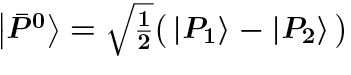 |P̄⁰⟩ = √½ ( |P₁⟩ − |P₂⟩ )